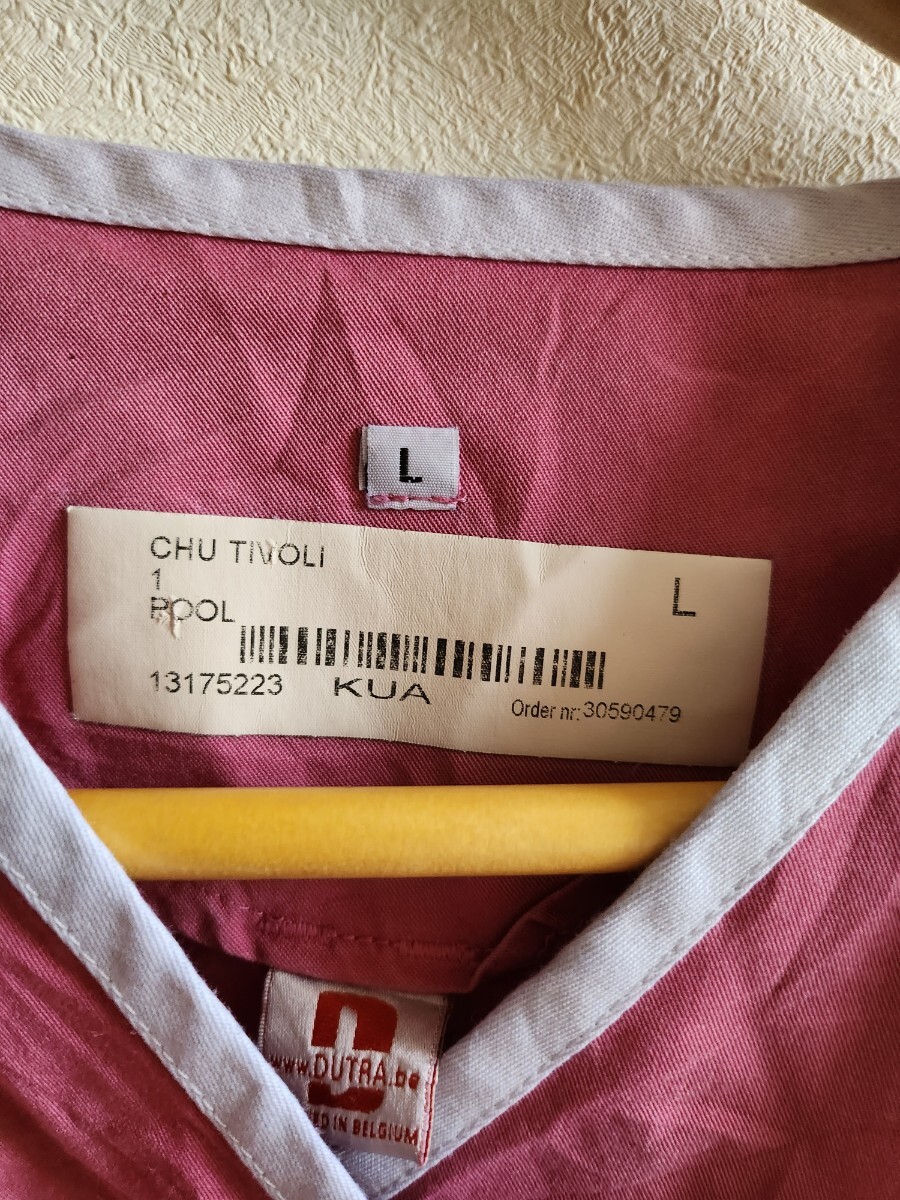 L
CHU TIVOLI
1
L
POOL
13175223 KUA
Order nr: 30590479
www.DUTRA.be
IN BELGIUM